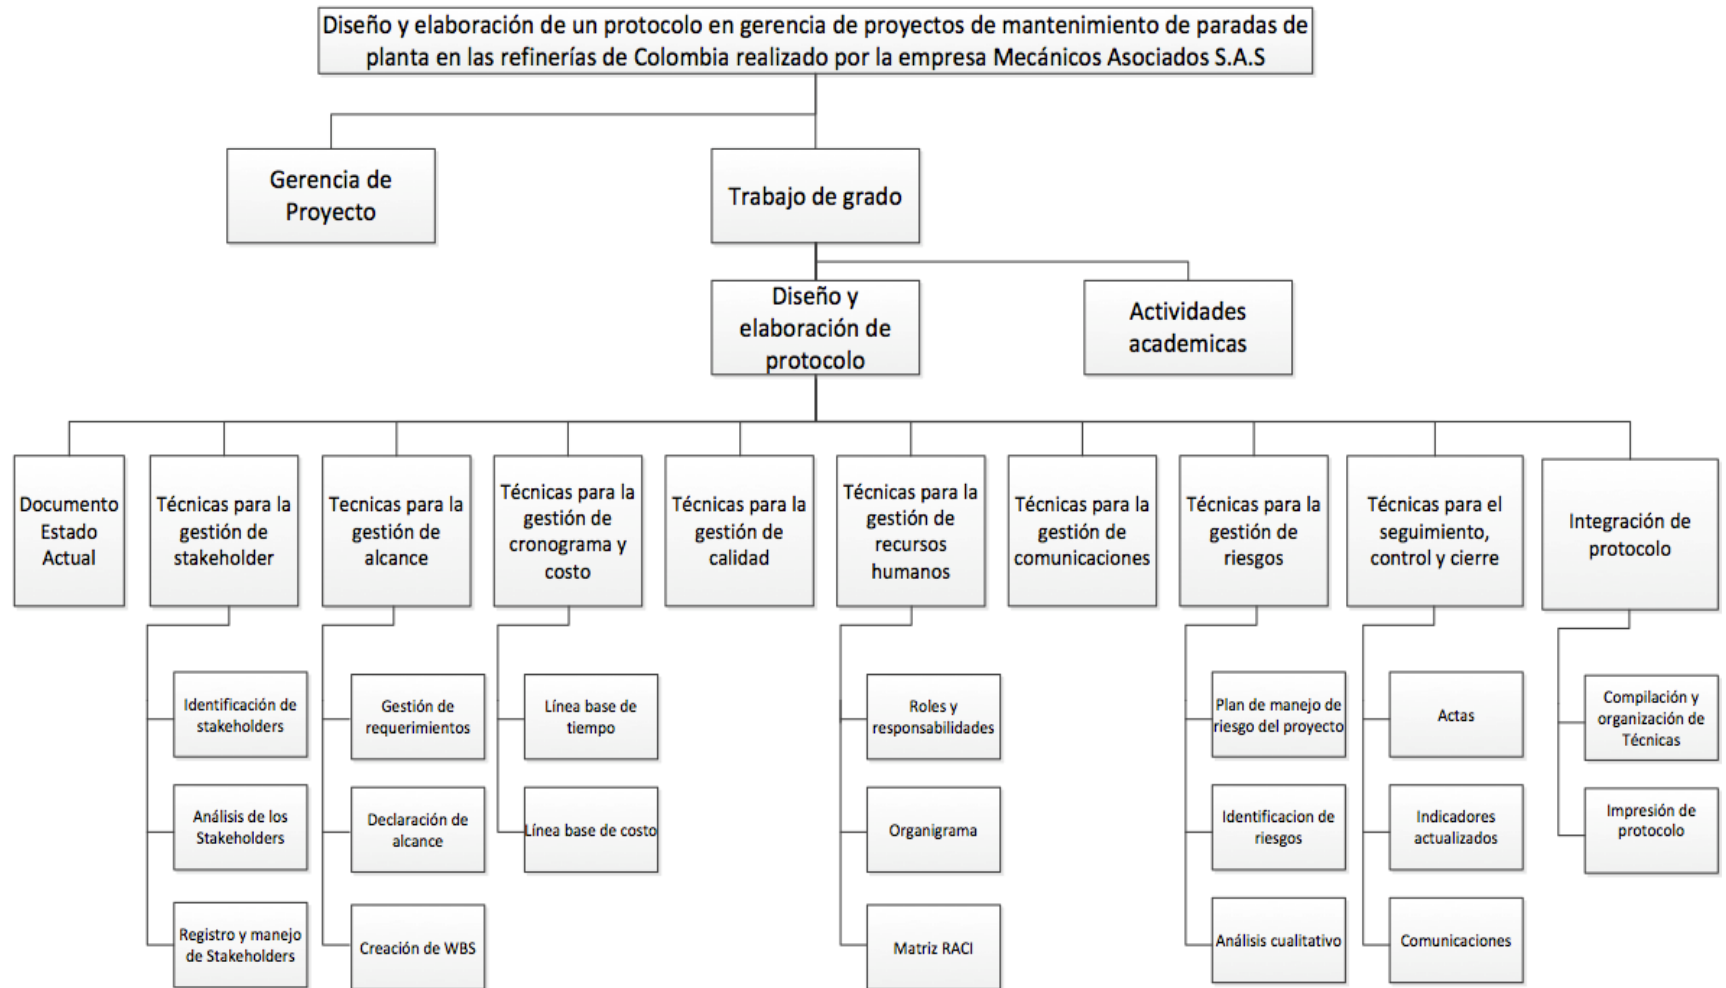 Diseño y elaboración de un protocolo en gerencia de proyectos de mantenimiento de paradas de
planta en las refinerías de Colombia realizado por la empresa Mecánicos Asociados S.A.S
Gerencia de
Proyecto
Trabajo de grado
Diseño y
elaboración de
protocolo
Actividades
academicas
Documento
Estado
Actual
Técnicas para la
gestión de
stakeholder
Tecnicas para la
gestión de
alcance
Técnicas para la
gestión de
cronograma y
costo
Técnicas para la
gestión de
calidad
Técnicas para la
gestión de
recursos
humanos
Técnicas para la
gestión de
comunicaciones
Técnicas para la
gestión de
riesgos
Técnicas para el
seguimiento,
control y cierre
Integración de
protocolo
Identificación de
stakeholders
Análisis de los
Stakeholders
Registro y manejo
de Stakeholders
Gestión de
requerimientos
Declaración de
alcance
Creación de WBS
Línea base de
tiempo
Línea base de costo
Roles y
responsabilidades
Organigrama
Matriz RACI
Plan de manejo de
riesgo del proyecto
Identificacion de
riesgos
Análisis cualitativo
Actas
Indicadores
actualizados
Comunicaciones
Compilación y
organización de
Técnicas
Impresión de
protocolo